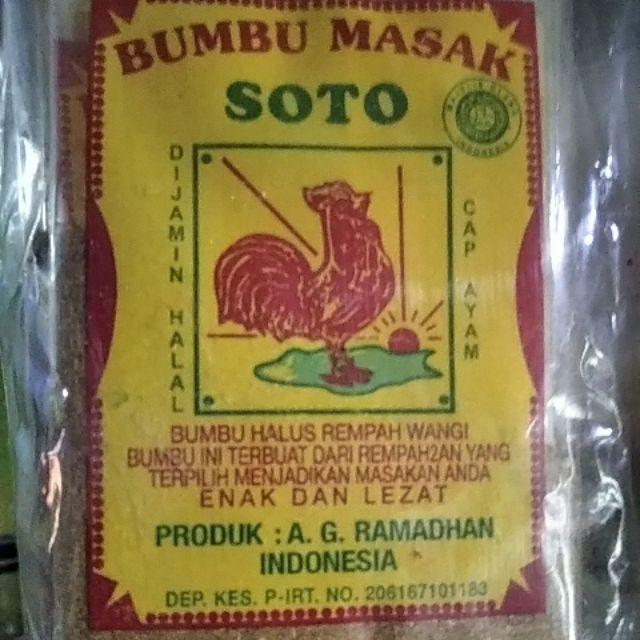 BUMBU MASAK
SOTO
DIJAMIN HALAL
CAP AYAM
BUMBU HALUS REMPAH WANGI
BUMBU INI TERBUAT DARI REMPAH2AN YANG
TERPILIH MENJADIKAN MASAKAN ANDA
ENAK DAN LEZAT
PRODUK : A. G. RAMADHAN
INDONESIA
DEP. KES. P-IRT. NO. 206167101183